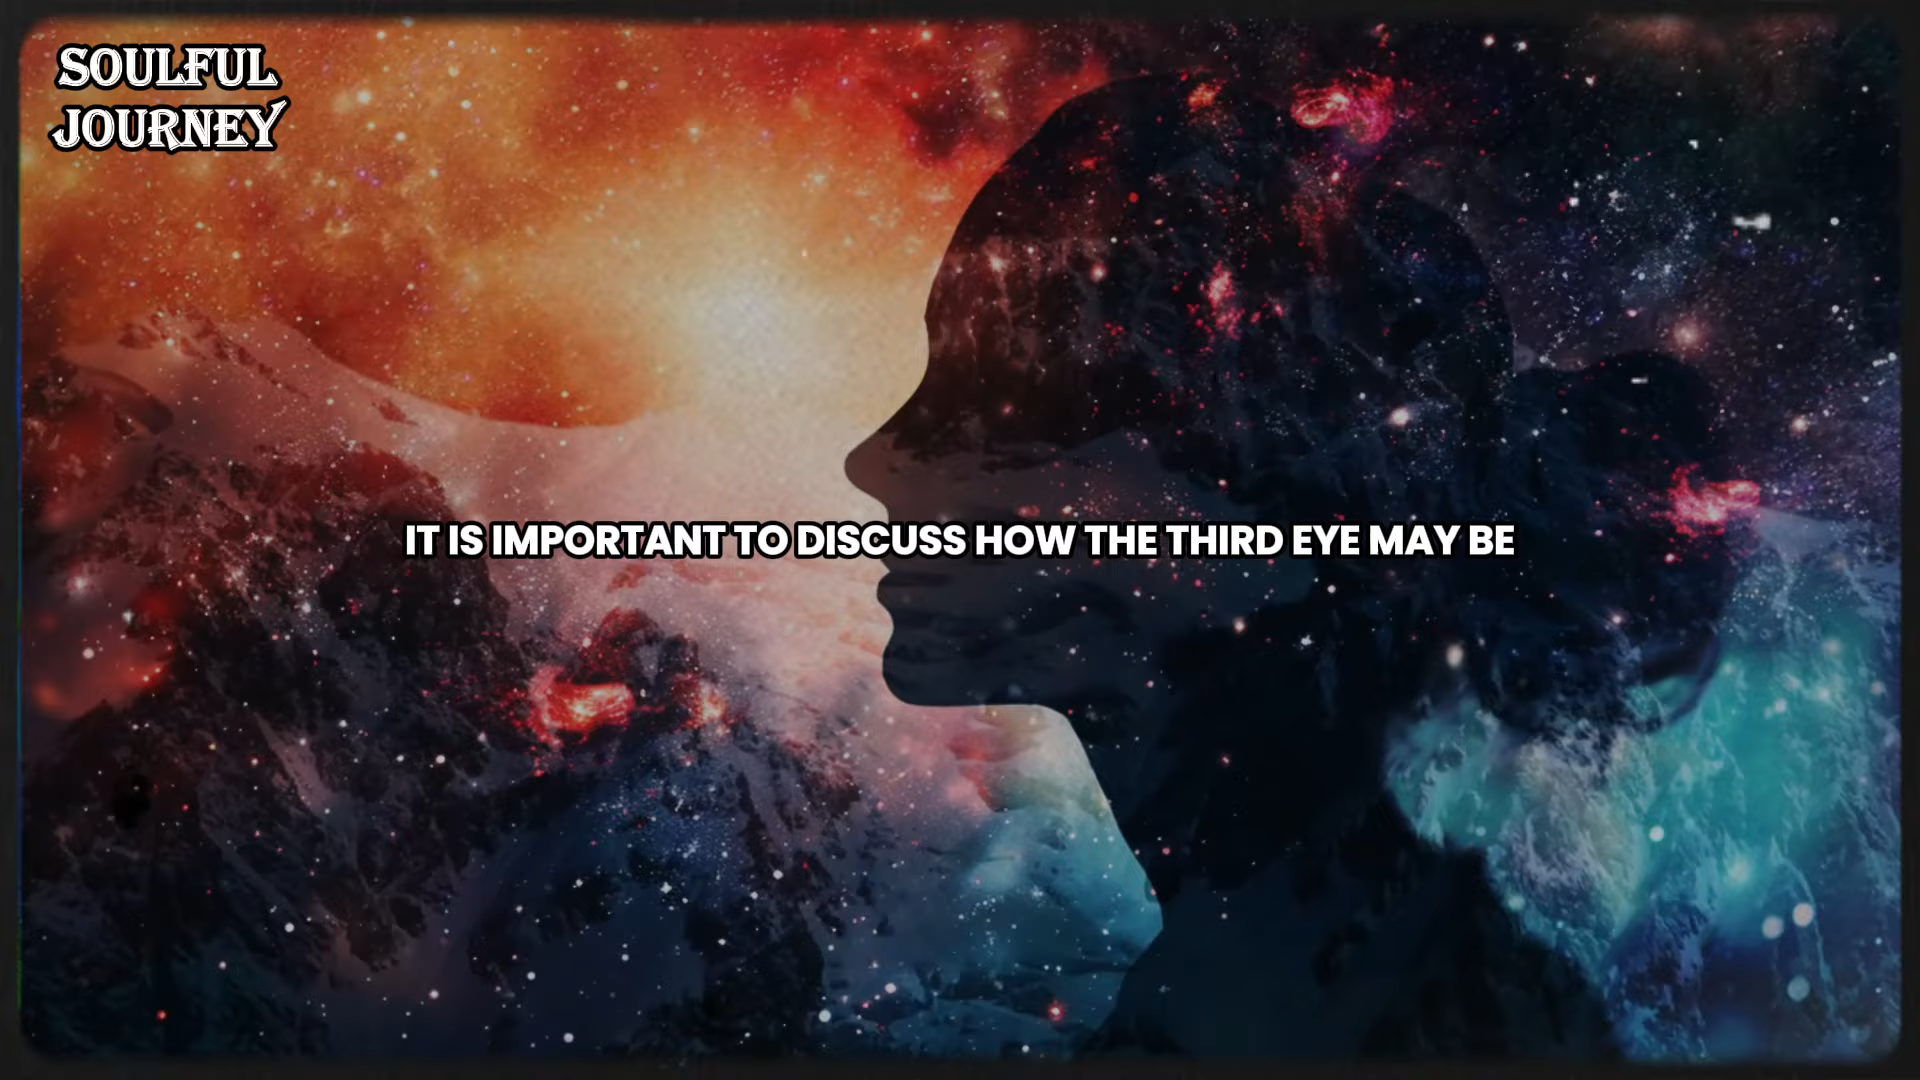 SOULFUL
JOURNEY
IT IS IMPORTANT TO DISCUSS HOW THE THIRD EYE MAY BE